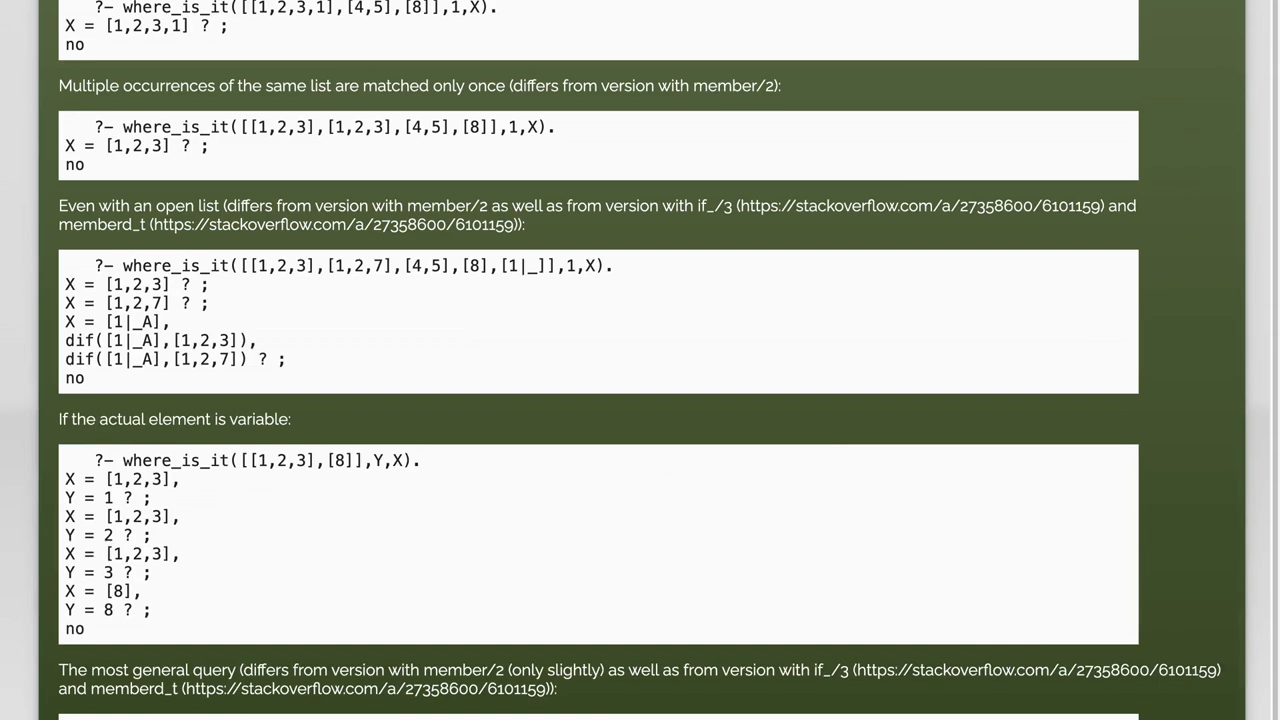 ?- where_is_it([[1,2,3,1],[4,5],[8]],1,X).
X = [1,2,3,1] ? ;
no
Multiple occurrences of the same list are matched only once (differs from version with member/2):
?- where_is_it([[1,2,3],[1,2,3],[4,5],[8]],1,X).
X = [1,2,3] ? ;
no
Even with an open list (differs from version with member/2 as well as from version with if_/3 (https://stackoverflow.com/a/27358600/6101159) and
memberd_t (https://stackoverflow.com/a/27358600/6101159)):
?- where_is_it([[1,2,3],[1,2,7],[4,5],[8],[1|_]],1,X).
X = [1,2,3] ? ;
X = [1,2,7] ? ;
X = [1|_A],
dif([1|_A],[1,2,3]),
dif([1|_A],[1,2,7]) ? ;
no
If the actual element is variable:
?- where_is_it([[1,2,3],[8]],Y,X).
X = [1,2,3],
Y = 1 ? ;
X = [1,2,3],
Y = 2 ? ;
X = [1,2,3],
Y = 3 ? ;
X = [8],
Y = 8 ? ;
no
The most general query (differs from version with member/2 (only slightly) as well as from version with if_/3 (https://stackoverflow.com/a/27358600/6101159)
and memberd_t (https://stackoverflow.com/a/27358600/6101159)):